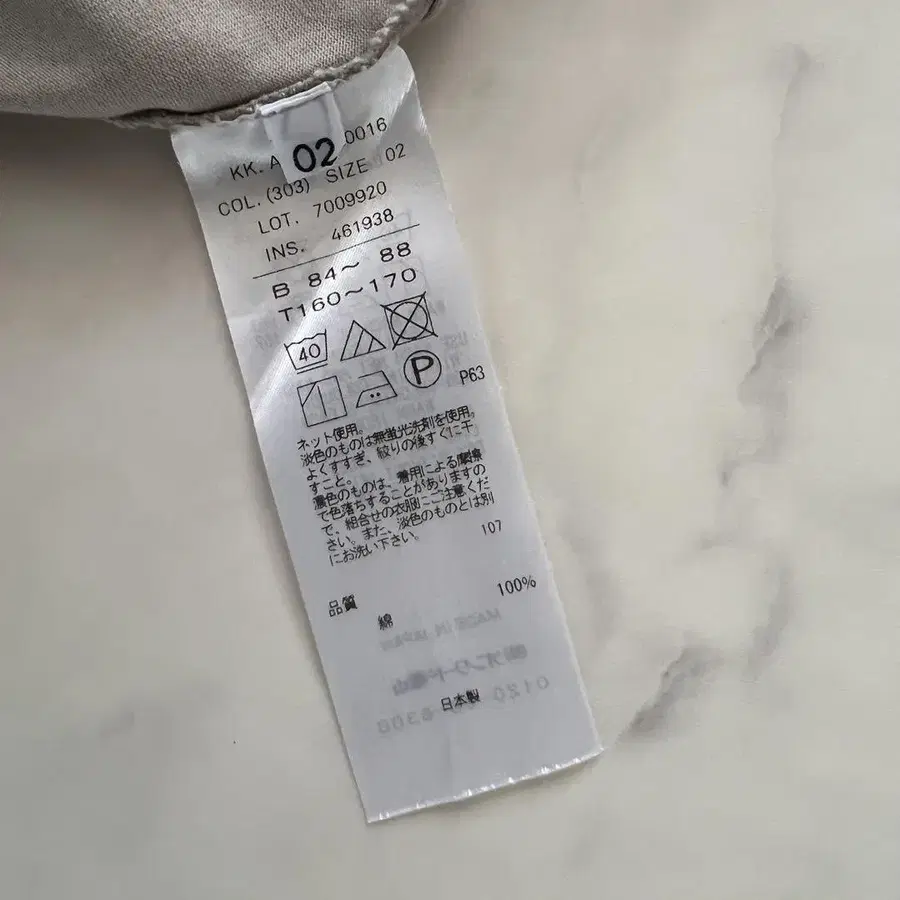 KK. A 0016
02
COL. (303) SIZE 02
LOT. 7009920
INS. 461938
B 84～ 88
T160～170
40
P P63
ネット使用。
淡色のものは無蛍光洗剤を使用。
よくすすぎ、絞りの後すぐに干
すこと。
濃色のものは、着用による摩擦
で色落ちすることがありますの
で、組合せの衣服にご注意くだ
さい。また、淡色のものとは別
にお洗い下さい。 107
品質
綿 100%
日本製
MADE IN JAPAN